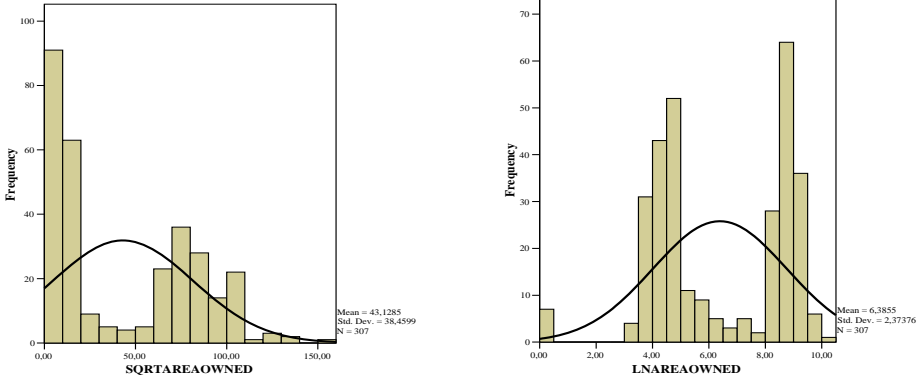 100
80
60
40
20
0
Frequency
0,00 50,00 100,00 150,00
SQRTAREAOWNED
Mean = 43,1285
Std. Dev. = 38,4599
N = 307
70
60
50
40
30
20
10
0
Frequency
0,00 2,00 4,00 6,00 8,00 10,00
LNAREAOWNED
Mean = 6,3855
Std. Dev. = 2,37376
N = 307